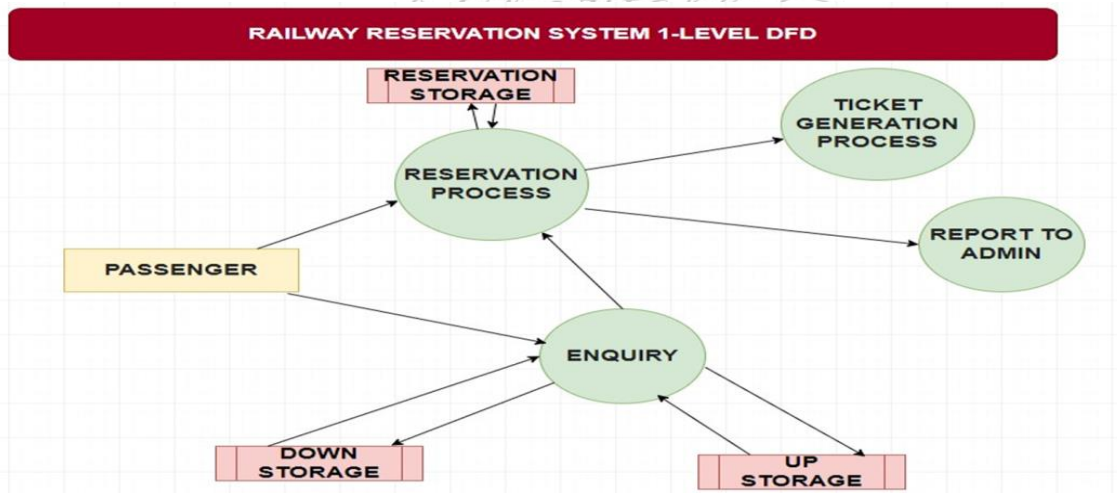 RAILWAY RESERVATION SYSTEM 1-LEVEL DFD
RESERVATION
STORAGE
TICKET
GENERATION
PROCESS
RESERVATION
PROCESS
REPORT TO
ADMIN
PASSENGER
ENQUIRY
DOWN
STORAGE
UP
STORAGE